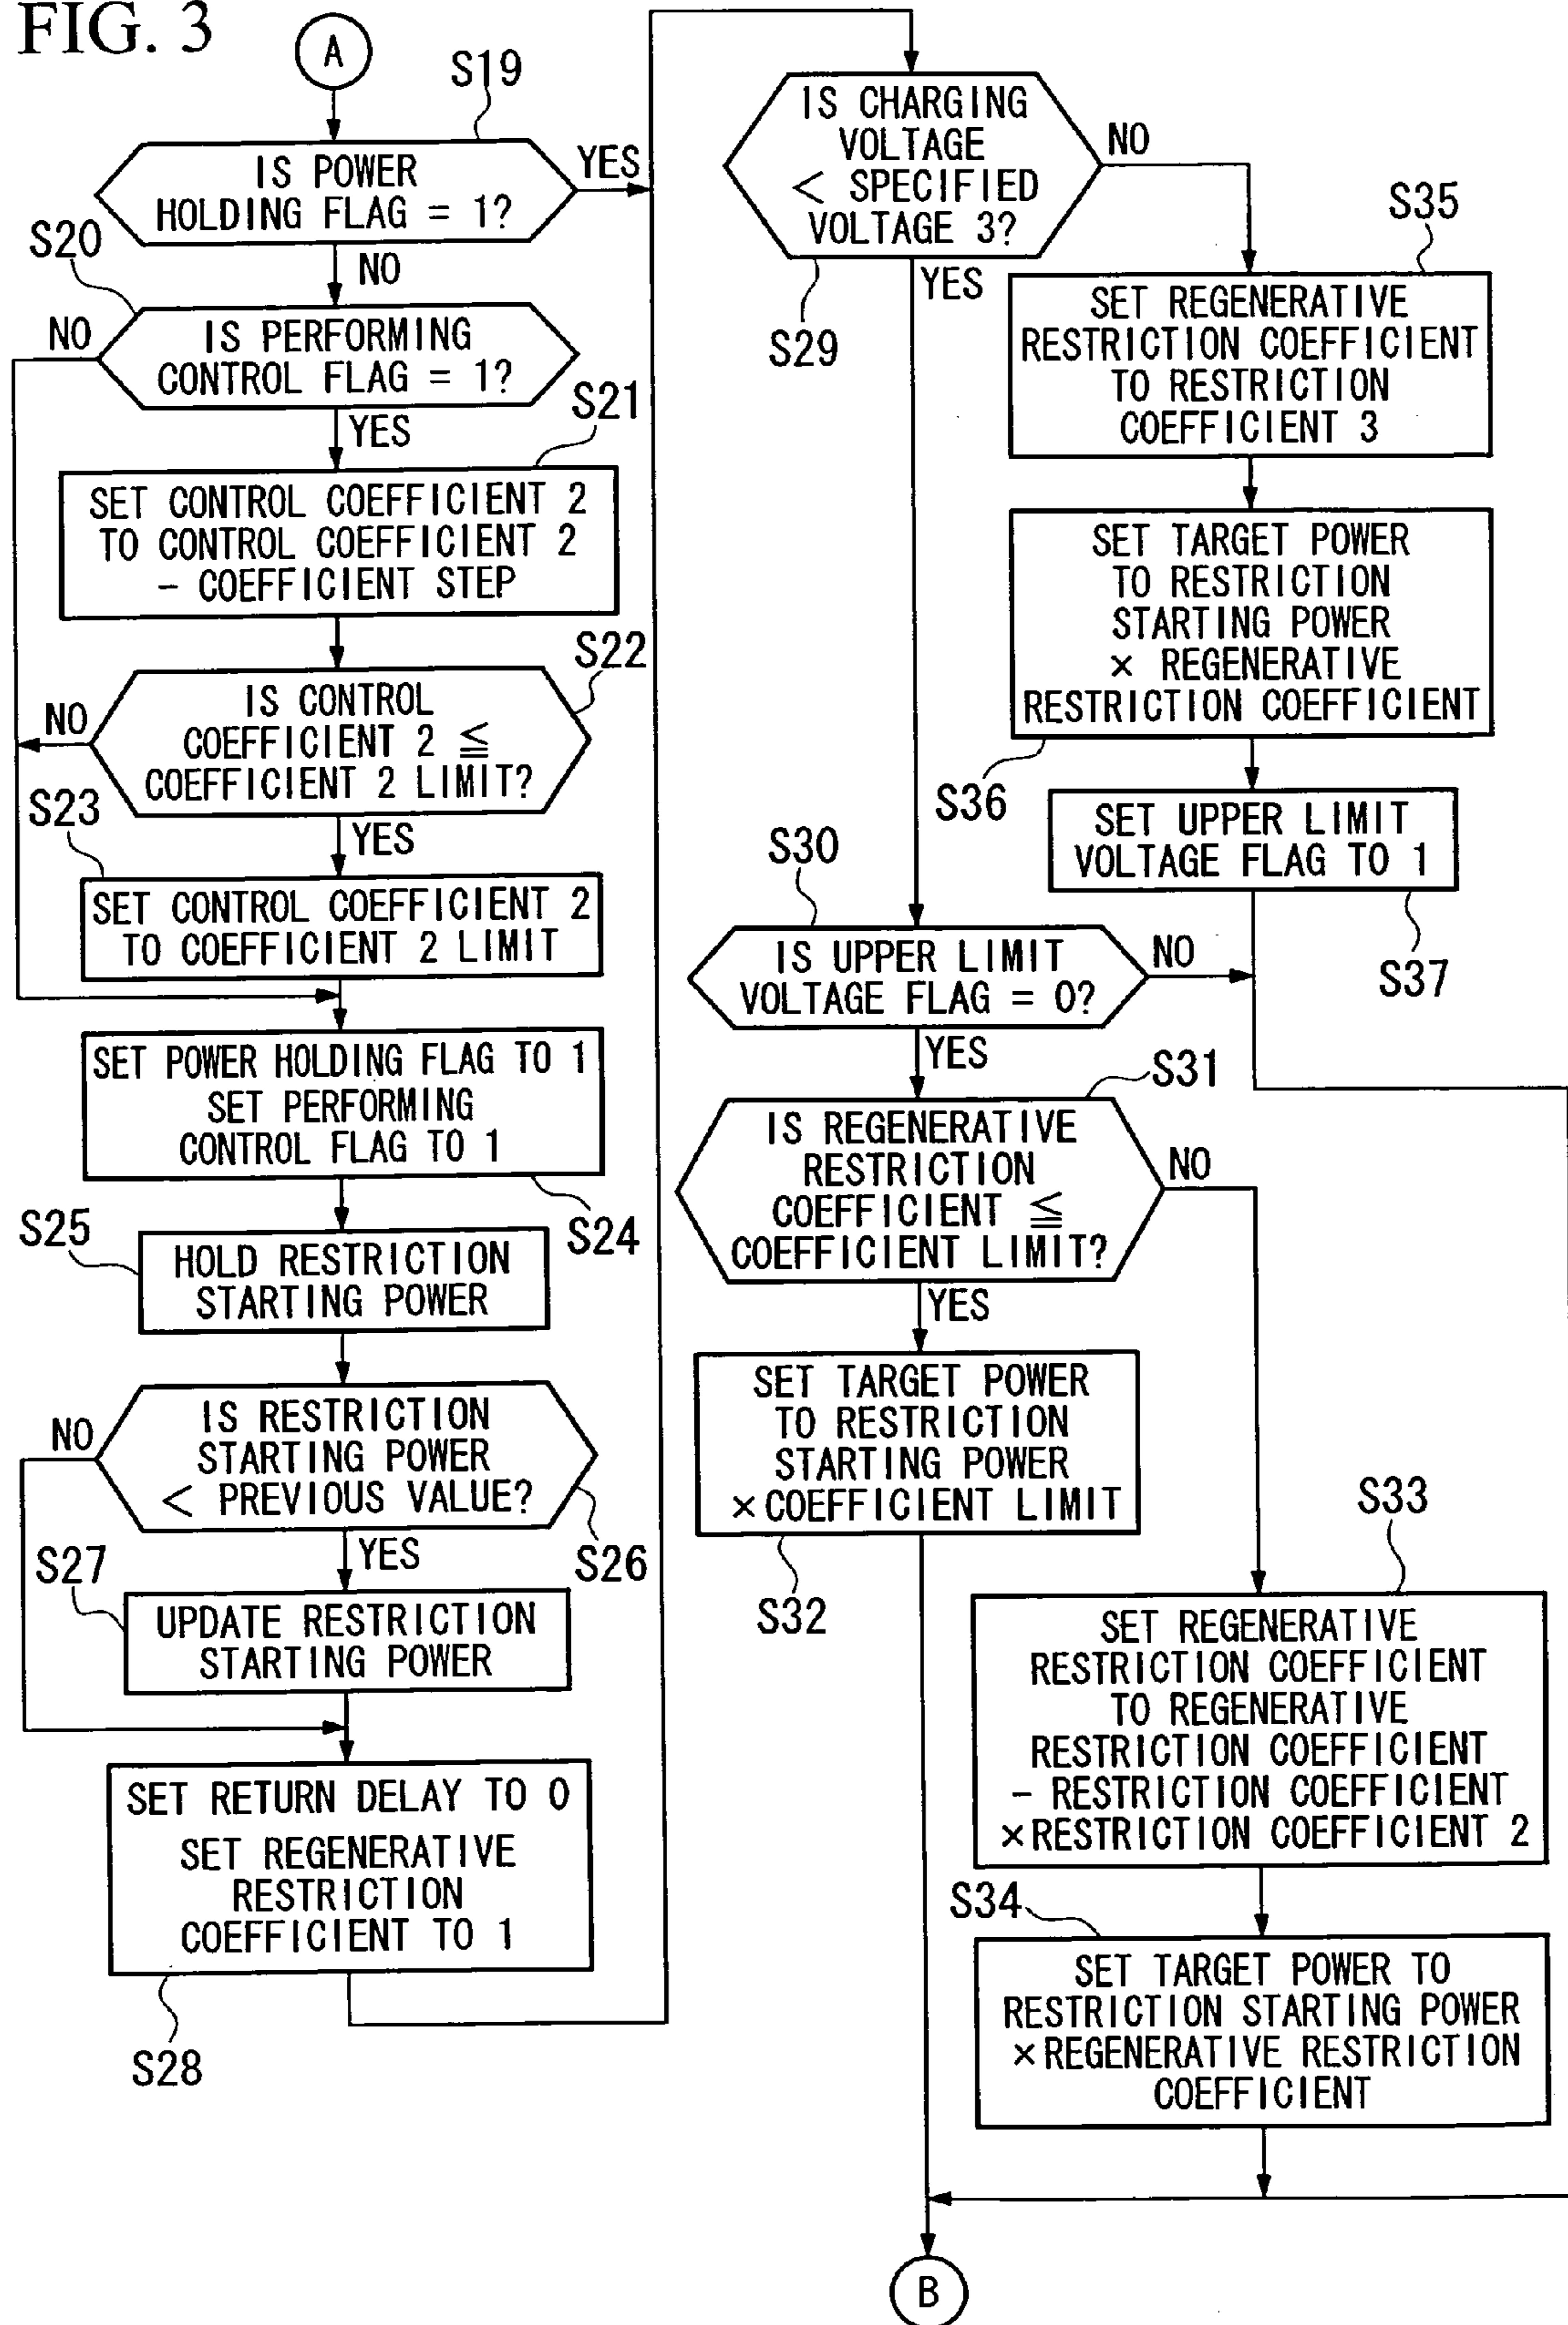 FIG. 3
A
S19
IS POWER
HOLDING FLAG = 1?
YES
NO
S20
IS PERFORMING
CONTROL FLAG = 1?
NO
YES
S21
SET CONTROL COEFFICIENT 2
TO CONTROL COEFFICIENT 2
- COEFFICIENT STEP
S22
IS CONTROL
COEFFICIENT 2 ≦
COEFFICIENT 2 LIMIT?
NO
YES
S23
SET CONTROL COEFFICIENT 2
TO COEFFICIENT 2 LIMIT
SET POWER HOLDING FLAG TO 1
SET PERFORMING
CONTROL FLAG TO 1
S24
S25
HOLD RESTRICTION
STARTING POWER
IS RESTRICTION
STARTING POWER
< PREVIOUS VALUE?
NO
YES
S26
S27
UPDATE RESTRICTION
STARTING POWER
SET RETURN DELAY TO 0
SET REGENERATIVE
RESTRICTION
COEFFICIENT TO 1
S28
IS CHARGING
VOLTAGE
< SPECIFIED
VOLTAGE 3?
NO
YES
S29
S35
SET REGENERATIVE
RESTRICTION COEFFICIENT
TO RESTRICTION
COEFFICIENT 3
SET TARGET POWER
TO RESTRICTION
STARTING POWER
× REGENERATIVE
RESTRICTION COEFFICIENT
S36
SET UPPER LIMIT
VOLTAGE FLAG TO 1
S37
S30
IS UPPER LIMIT
VOLTAGE FLAG = 0?
NO
YES
S31
IS REGENERATIVE
RESTRICTION
COEFFICIENT ≦
COEFFICIENT LIMIT?
NO
YES
SET TARGET POWER
TO RESTRICTION
STARTING POWER
×COEFFICIENT LIMIT
S32
S33
SET REGENERATIVE
RESTRICTION COEFFICIENT
TO REGENERATIVE
RESTRICTION COEFFICIENT
- RESTRICTION COEFFICIENT
×RESTRICTION COEFFICIENT 2
S34
SET TARGET POWER TO
RESTRICTION STARTING POWER
×REGENERATIVE RESTRICTION
COEFFICIENT
B